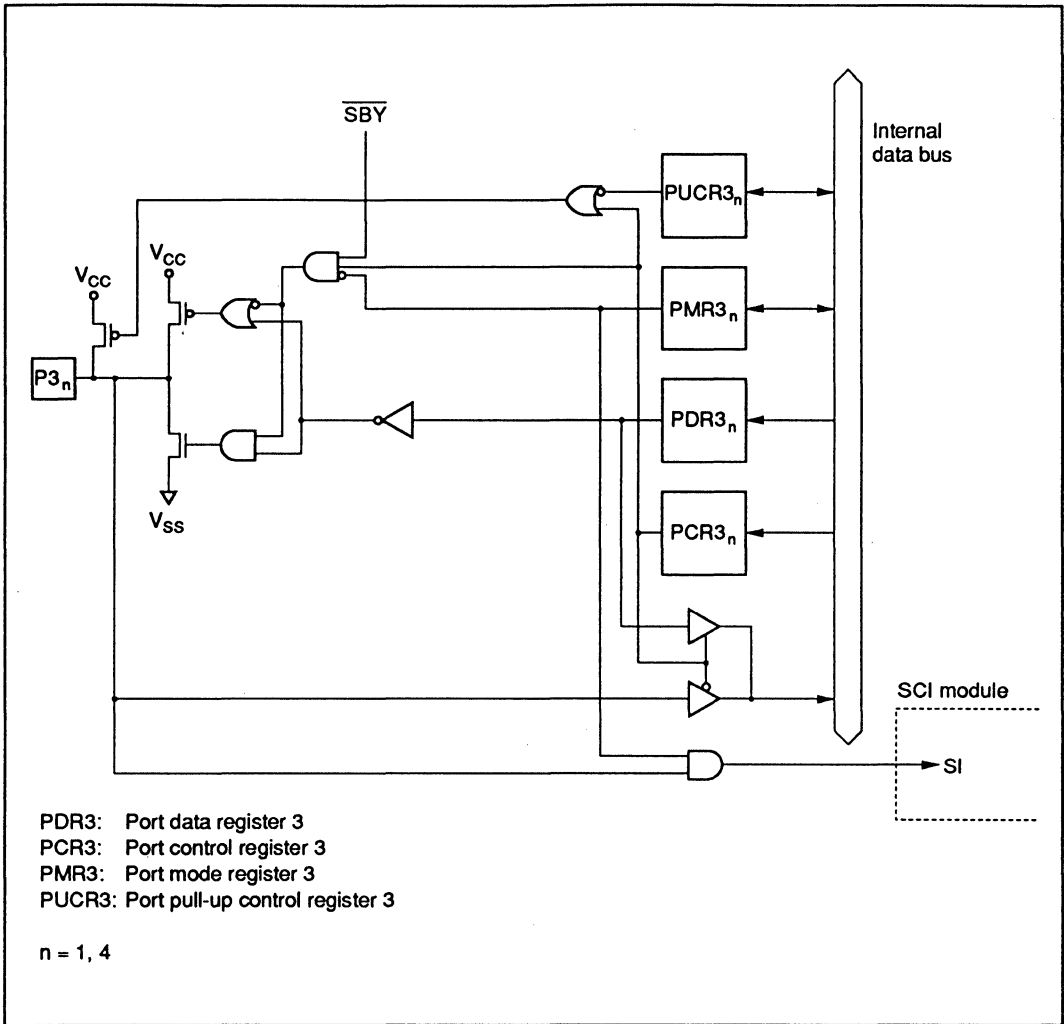 SBY
Internal
data bus
PUCR3n
VCC
VCC
PMR3n
P3n
PDR3n
VSS
PCR3n
SCI module
SI
PDR3: Port data register 3
PCR3: Port control register 3
PMR3: Port mode register 3
PUCR3: Port pull-up control register 3
n = 1, 4